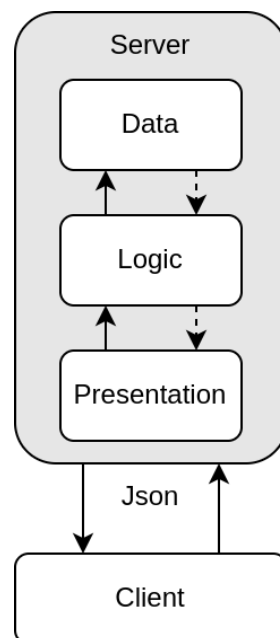 Server
Data
Logic
Presentation
Json
Client